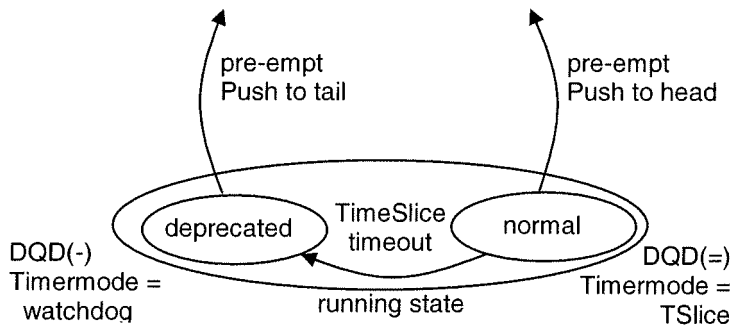 pre-empt
Push to tail
pre-empt
Push to head
deprecated
TimeSlice
timeout
normal
DQD(-)
Timermode =
watchdog
running state
DQD(=)
Timermode =
TSlice